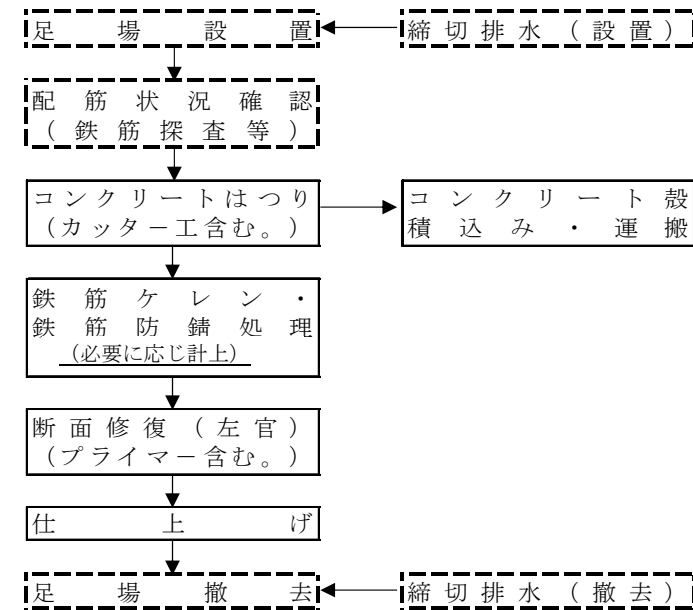 足場設置
締切排水（設置）
配筋状況確認
（鉄筋探査等）
コンクリートはつり
（カッター工含む。）
コンクリート殻
積込み・運搬
鉄筋ケレン・
鉄筋防錆処理
（必要に応じ計上）
断面修復（左官）
（プライマー含む。）
仕上げ
足場撤去
締切排水（撤去）